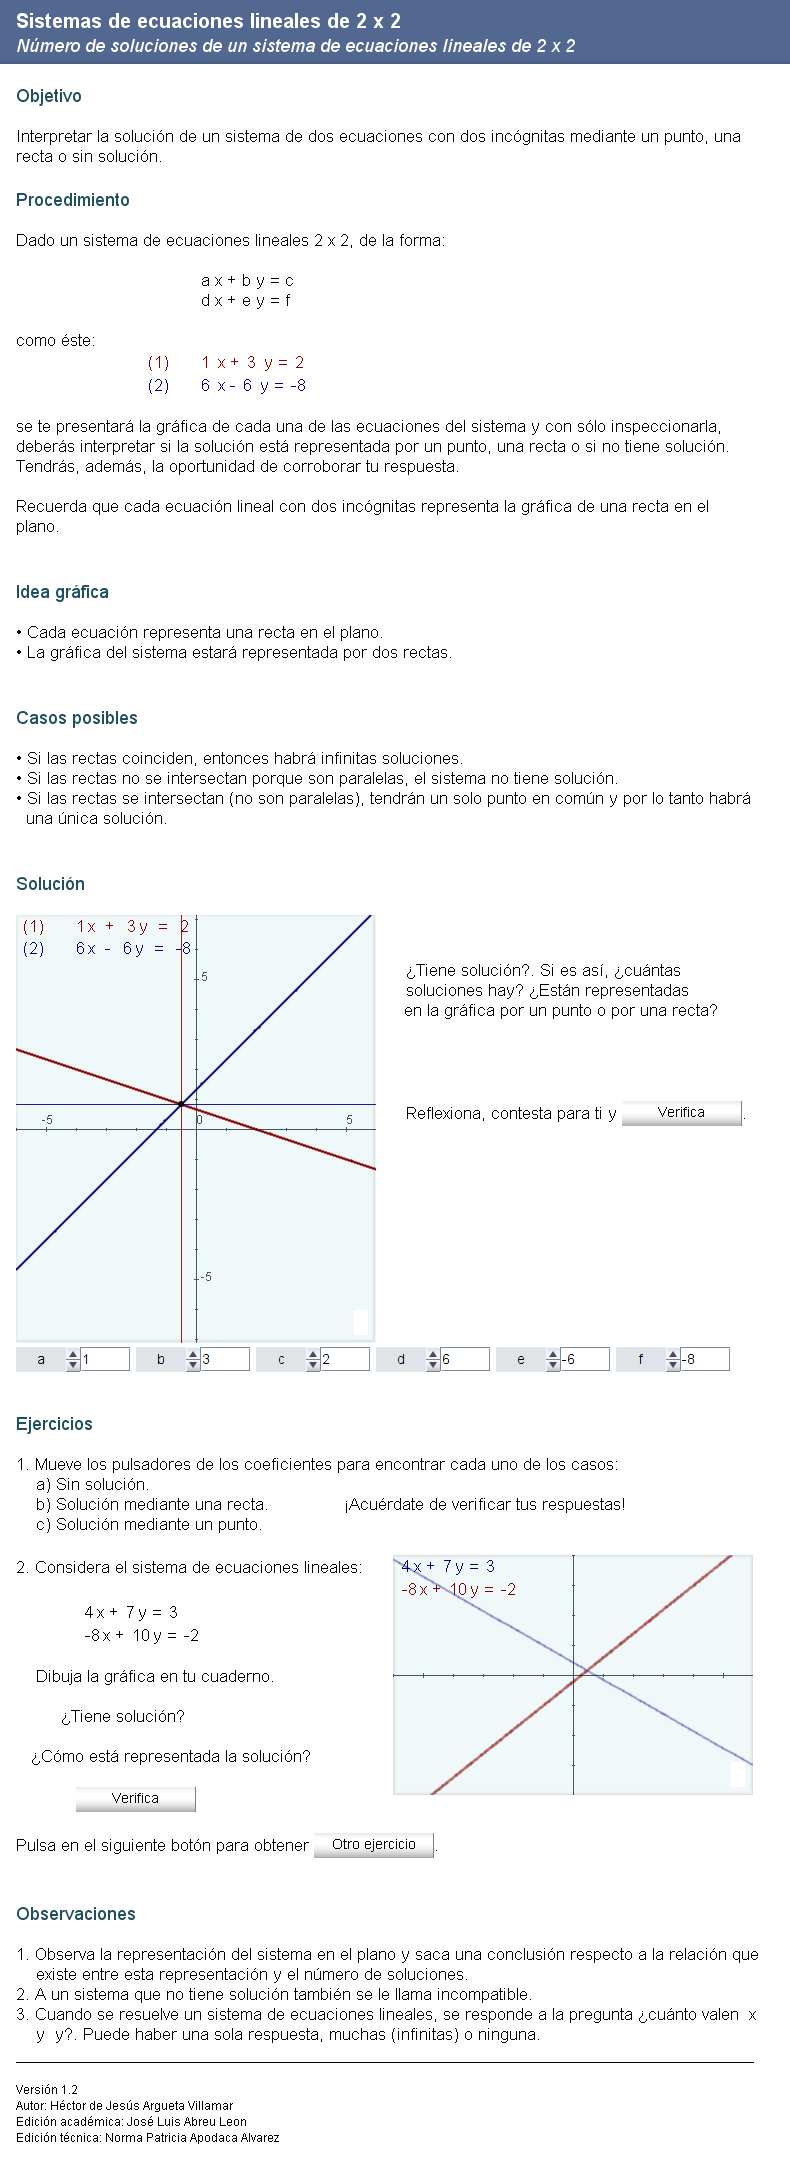 Sistemas de ecuaciones lineales de 2 x 2
Número de soluciones de un sistema de ecuaciones lineales de 2 x 2
Objetivo
Interpretar la solución de un sistema de dos ecuaciones con dos incógnitas mediante un punto, una
recta o sin solución.
Procedimiento
Dado un sistema de ecuaciones lineales 2 x 2, de la forma:
a x + b y = c
d x + e y = f
como éste:
(1) 1 x + 3 y = 2
(2) 6 x - 6 y = -8
se te presentará la gráfica de cada una de las ecuaciones del sistema y con sólo inspeccionarla,
deberás interpretar si la solución está representada por un punto, una recta o si no tiene solución.
Tendrás, además, la oportunidad de corroborar tu respuesta.
Recuerda que cada ecuación lineal con dos incógnitas representa la gráfica de una recta en el
plano.
Idea gráfica
• Cada ecuación representa una recta en el plano.
• La gráfica del sistema estará representada por dos rectas.
Casos posibles
• Si las rectas coinciden, entonces habrá infinitas soluciones.
• Si las rectas no se intersectan porque son paralelas, el sistema no tiene solución.
• Si las rectas se intersectan (no son paralelas), tendrán un solo punto en común y por lo tanto habrá
una única solución.
Solución
(1) 1x + 3y = 2
(2) 6x - 6y = -8
5
-5
0
5
-5
¿Tiene solución?. Si es así, ¿cuántas
soluciones hay? ¿Están representadas
en la gráfica por un punto o por una recta?
Reflexiona, contesta para ti y Verifica.
a 1 b 3 c 2 d 6 e -6 f -8
Ejercicios
1. Mueve los pulsadores de los coeficientes para encontrar cada uno de los casos:
a) Sin solución.
b) Solución mediante una recta. ¡Acuérdate de verificar tus respuestas!
c) Solución mediante un punto.
2. Considera el sistema de ecuaciones lineales:
4x + 7y = 3
-8x + 10y = -2
Dibuja la gráfica en tu cuaderno.
¿Tiene solución?
¿Cómo está representada la solución?
Verifica
4x + 7y = 3
-8x + 10y = -2
Pulsa en el siguiente botón para obtener Otro ejercicio.
Observaciones
1. Observa la representación del sistema en el plano y saca una conclusión respecto a la relación que
existe entre esta representación y el número de soluciones.
2. A un sistema que no tiene solución también se le llama incompatible.
3. Cuando se resuelve un sistema de ecuaciones lineales, se responde a la pregunta ¿cuánto valen x
y y?. Puede haber una sola respuesta, muchas (infinitas) o ninguna.
Versión 1.2
Autor: Héctor de Jesús Argueta Villamar
Edición académica: José Luis Abreu Leon
Edición técnica: Norma Patricia Apodaca Alvarez